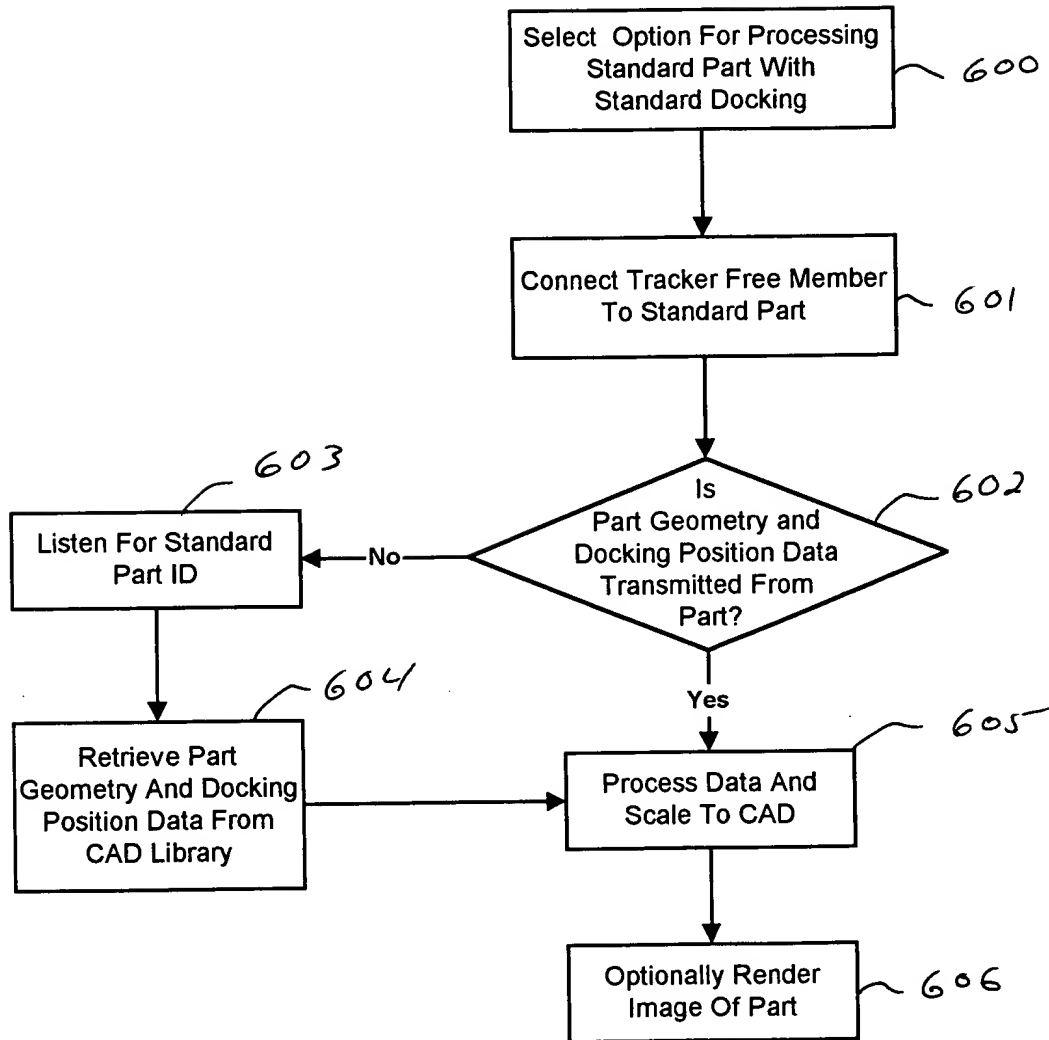 Select Option For Processing
Standard Part With
Standard Docking
600
Connect Tracker Free Member
To Standard Part
601
Is
Part Geometry and
Docking Position Data
Transmitted From
Part?
602
No
603
Listen For Standard
Part ID
604
Retrieve Part
Geometry And Docking
Position Data From
CAD Library
Yes
605
Process Data And
Scale To CAD
Optionally Render
Image Of Part
606